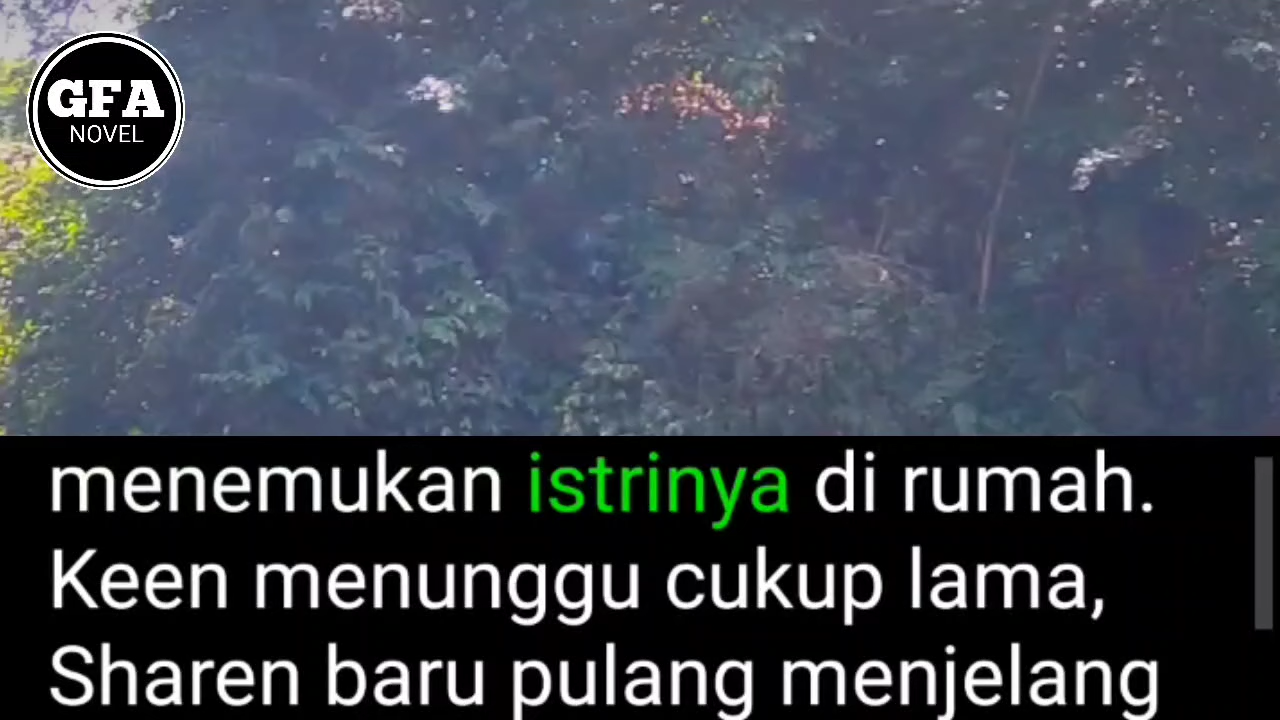 GFA
NOVEL
menemukan istrinya di rumah.
Keen menunggu cukup lama,
Sharen baru pulang menjelang